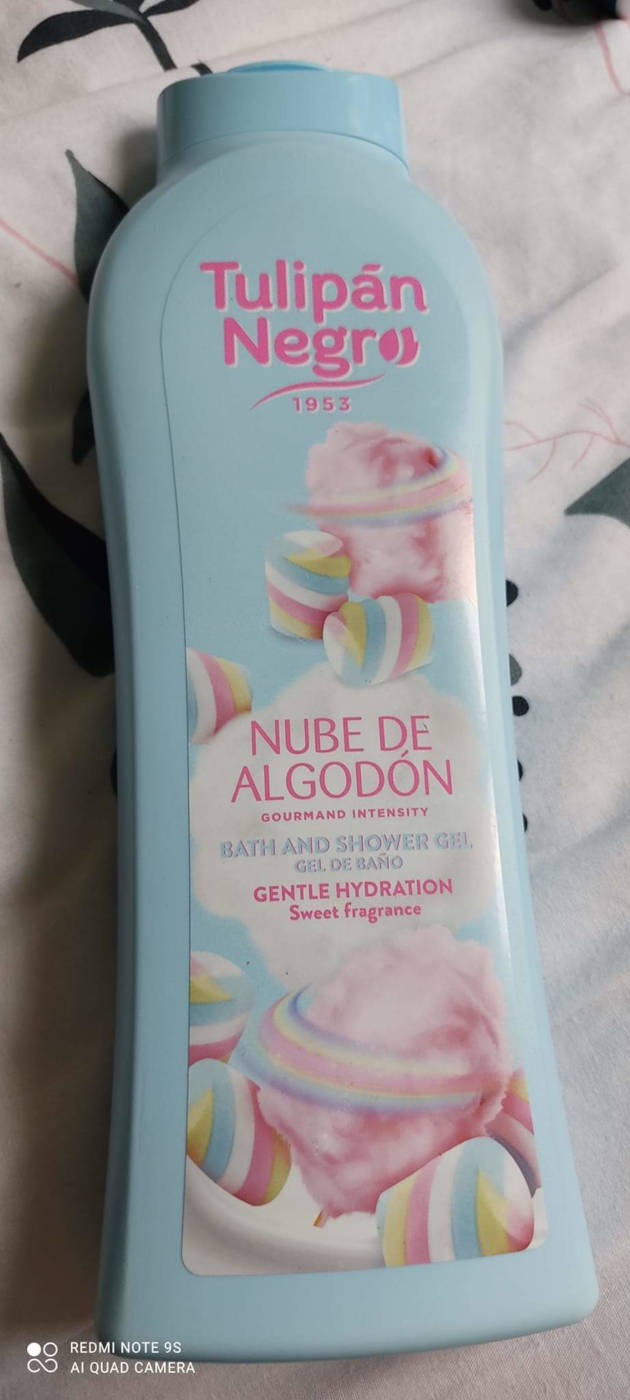 Tulipán
Negro
1953
NUBE DE
ALGODÓN
GOURMAND INTENSITY
BATH AND SHOWER GEL
GEL DE BAÑO
GENTLE HYDRATION
Sweet fragrance
REDMI NOTE 9S
AI QUAD CAMERA